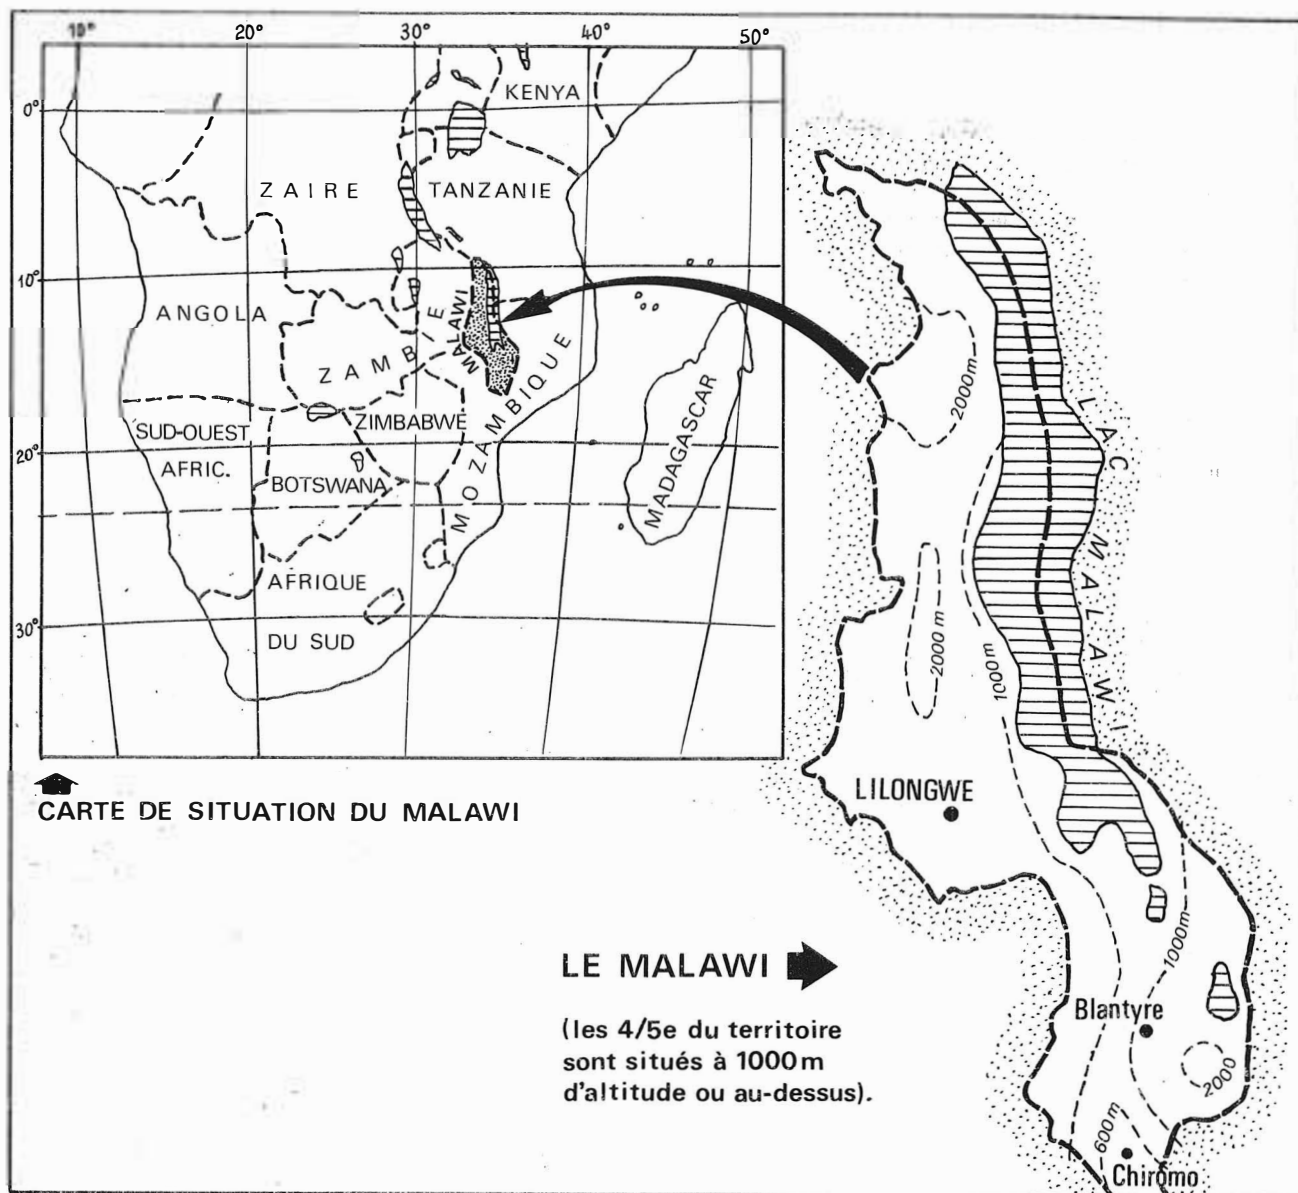 10° 20° 30° 40° 50°
0°
10°
20°
30°
KENYA
ZAIRE
TANZANIE
ANGOLA
ZAMBIE
MALAWI
MOZAMBIQUE
MADAGASCAR
SUD-OUEST
AFRIC.
ZIMBABWE
BOTSWANA
AFRIQUE
DU SUD
CARTE DE SITUATION DU MALAWI
2000m
LAC MALAWI
2000 m
1000m
LILONGWE
1000m
LE MALAWI
(les 4/5e du territoire
sont situés à 1000 m
d'altitude ou au-dessus).
Blantyre
2000
600m
Chiromo